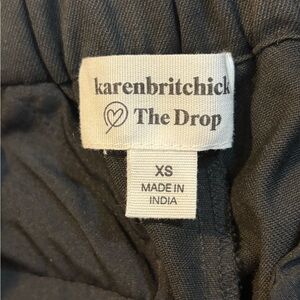 karenbritchick
The Drop
XS
MADE IN
INDIA